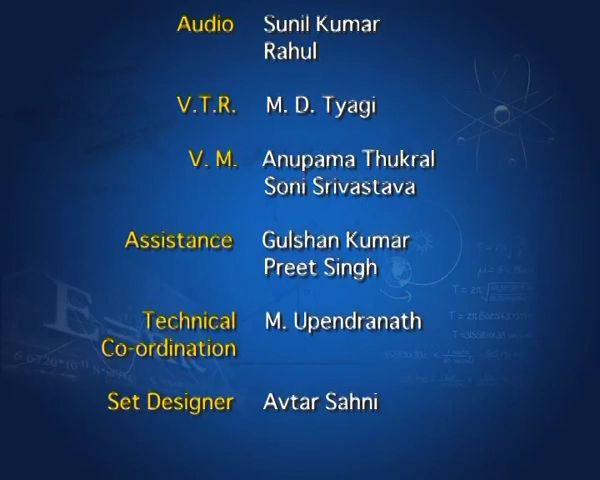 Audio Sunil Kumar
Rahul
V.T.R. M. D. Tyagi
V. M. Anupama Thukral
Soni Srivastava
Assistance Gulshan Kumar
Preet Singh
Technical M. Upendranath
Co-ordination
Set Designer Avtar Sahni